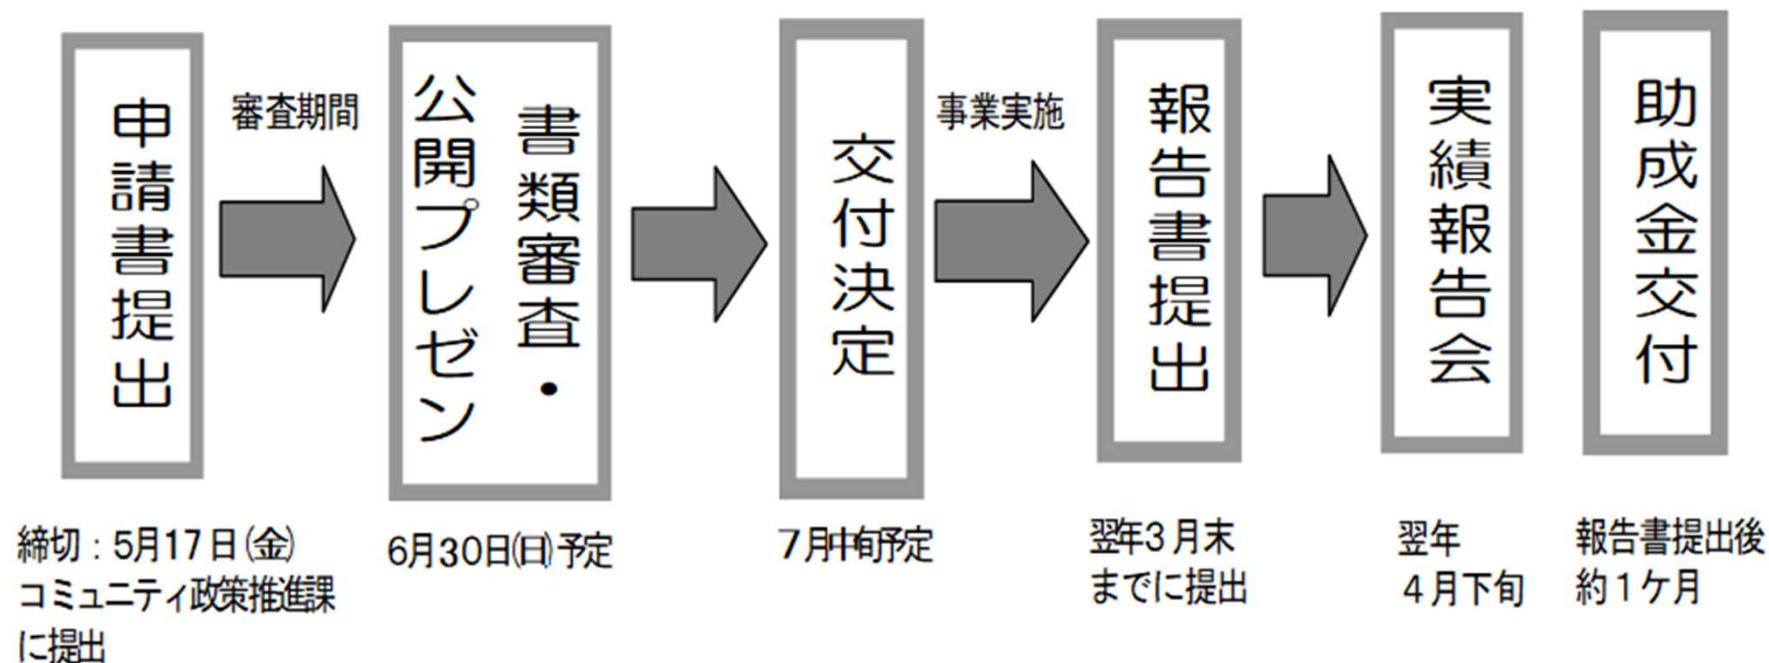 申請書提出
審査期間
書類審査・
公開プレゼン
交付決定
事業実施
報告書提出
実績報告会
助成金交付
締切：5月17日(金)
コミュニティ政策推進課
に提出
6月30日(日)予定
7月中旬予定
翌年3月末
までに提出
翌年
4月下旬
報告書提出後
約1ケ月